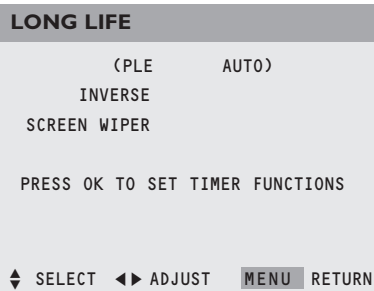 LONG LIFE
(PLE AUTO)
INVERSE
SCREEN WIPER
PRESS OK TO SET TIMER FUNCTIONS
SELECT ADJUST MENU RETURN